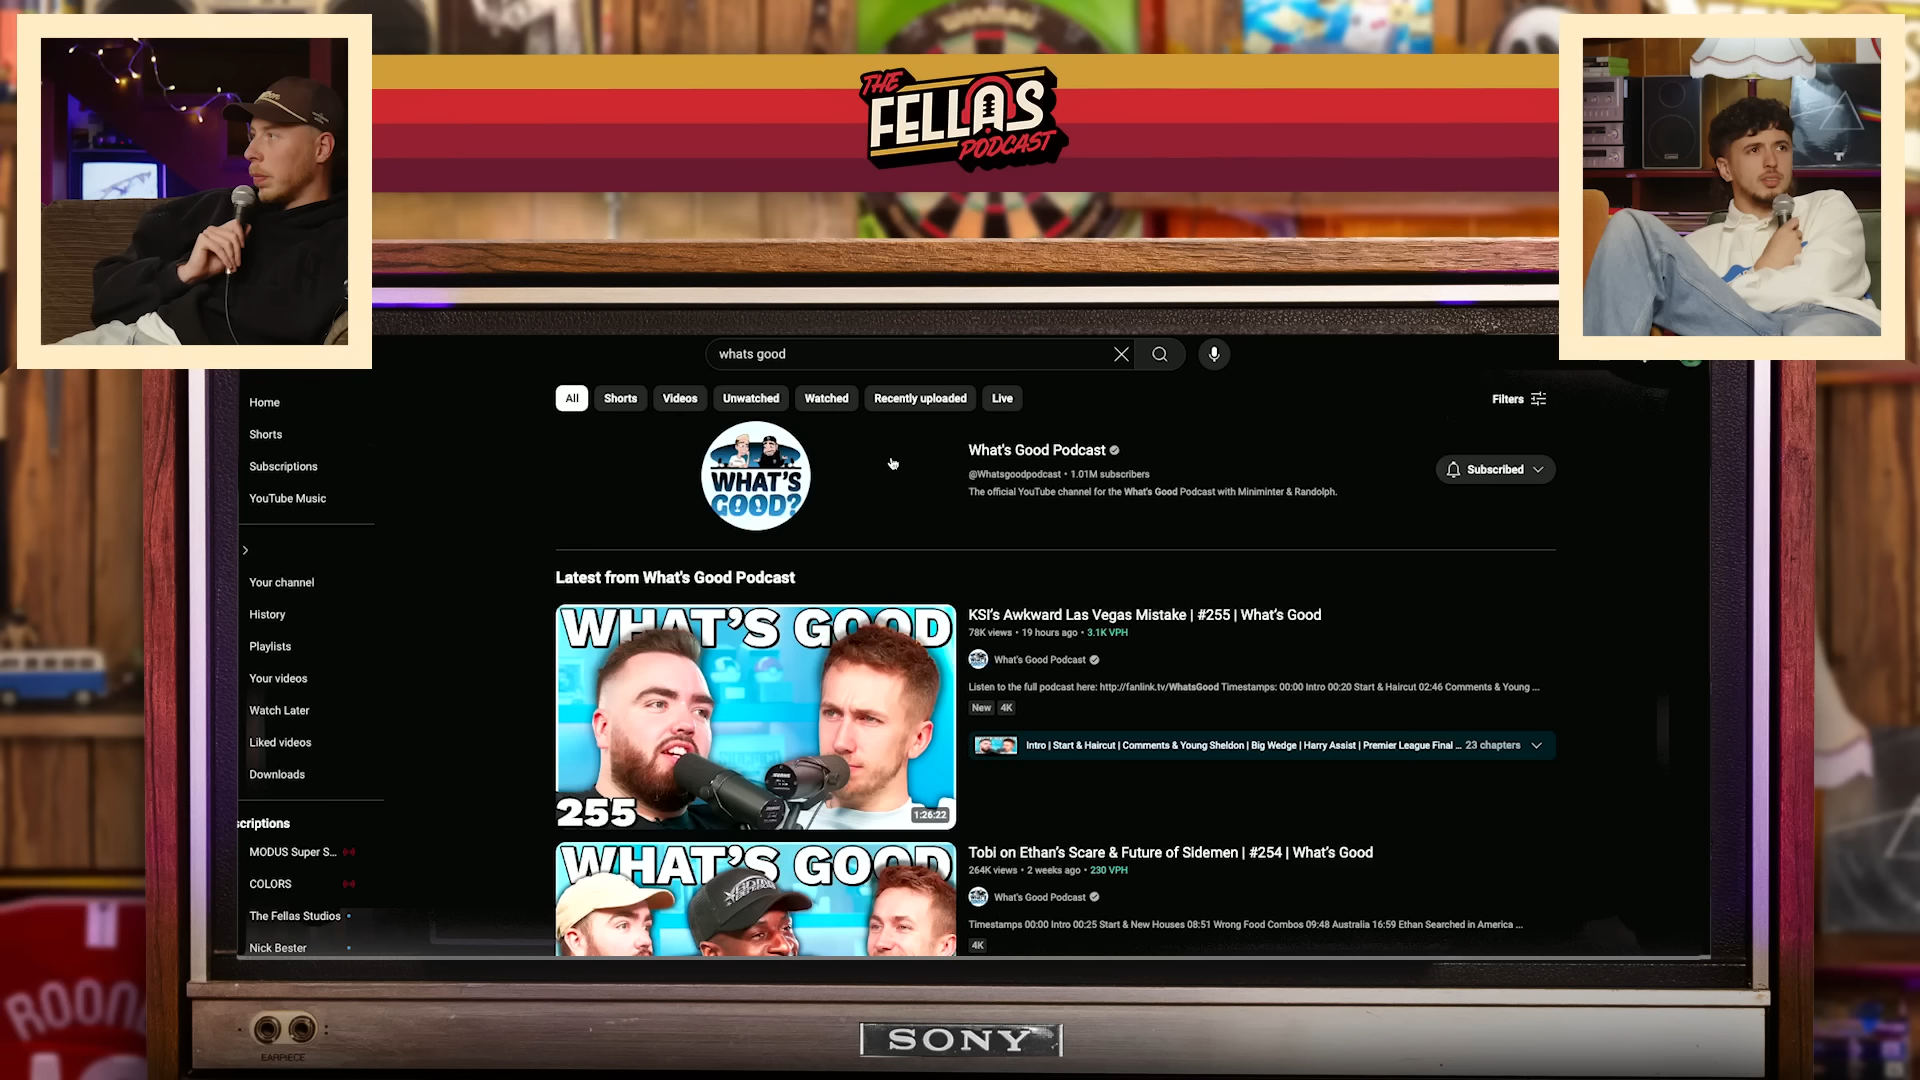 THE
FELLAS
PODCAST
whats good
All
Shorts
Videos
Unwatched
Watched
Recently uploaded
Live
Filters
Home
Shorts
Subscriptions
YouTube Music
Your channel
History
Playlists
Your videos
Watch Later
Liked videos
Downloads
scriptions
MODUS Super S...
COLORS
The Fellas Studios
Nick Bester
WHAT'S
GOOD?
What's Good Podcast
@Whatsgoodpodcast • 1.01M subscribers
The official YouTube channel for the What's Good Podcast with Miniminter & Randolph.
Subscribed
Latest from What's Good Podcast
WHAT'S GOOD
255
1:26:22
KSI's Awkward Las Vegas Mistake | #255 | What's Good
78K views • 19 hours ago • 3.1K VPH
What's Good Podcast
Listen to the full podcast here: http://fanlink.tv/WhatsGood Timestamps: 00:00 Intro 00:20 Start & Haircut 02:46 Comments & Young ...
New
4K
Intro | Start & Haircut | Comments & Young Sheldon | Big Wedge | Harry Assist | Premier League Final ... 23 chapters
WHAT'S GOOD
Tobi on Ethan's Scare & Future of Sidemen | #254 | What's Good
264K views • 2 weeks ago • 230 VPH
What's Good Podcast
Timestamps 00:00 Intro 00:25 Start & New Houses 08:51 Wrong Food Combos 09:48 Australia 16:59 Ethan Searched in America ...
4K
EARPIECE
SONY